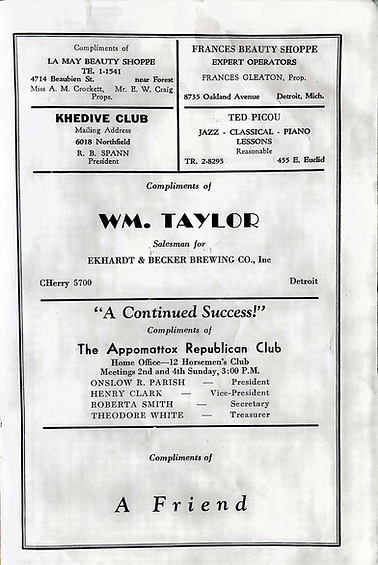 Compliments of
LA MAY BEAUTY SHOPPE
TE. 1-1541
4714 Beaubien St. near Forest
Miss A. M. Crockett, Mr. E. W. Craig
Props.
FRANCES BEAUTY SHOPPE
EXPERT OPERATORS
FRANCES GLEATON, Prop.
8735 Oakland Avenue Detroit, Mich.
KHEDIVE CLUB
Mailing Address
6018 Northfield
R. B. SPANN
President
TED PICOU
JAZZ - CLASSICAL - PIANO
LESSONS
Reasonable
TR. 2-8295 455 E. Euclid
Compliments of
WM. TAYLOR
Salesman for
EKHARDT & BECKER BREWING CO., Inc
CHerry 5700 Detroit
"A Continued Success!"
Compliments of
The Appomattox Republican Club
Home Office—12 Horsemen's Club
Meetings 2nd and 4th Sunday, 3:00 P.M.
ONSLOW R. PARISH — President
HENRY CLARK — Vice-President
ROBERTA SMITH — Secretary
THEODORE WHITE — Treasurer
Compliments of
A Friend